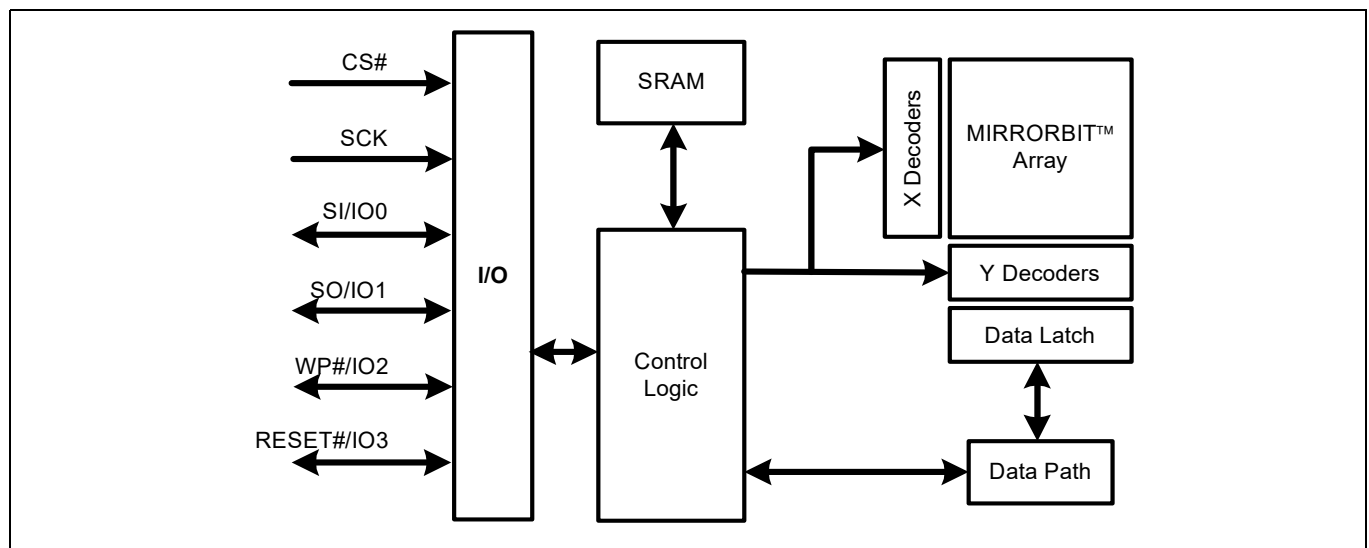 CS#
SCK
SI/IO0
SO/IO1
WP#/IO2
RESET#/IO3
I/O
SRAM
Control
Logic
X Decoders
MIRRORBIT™
Array
Y Decoders
Data Latch
Data Path